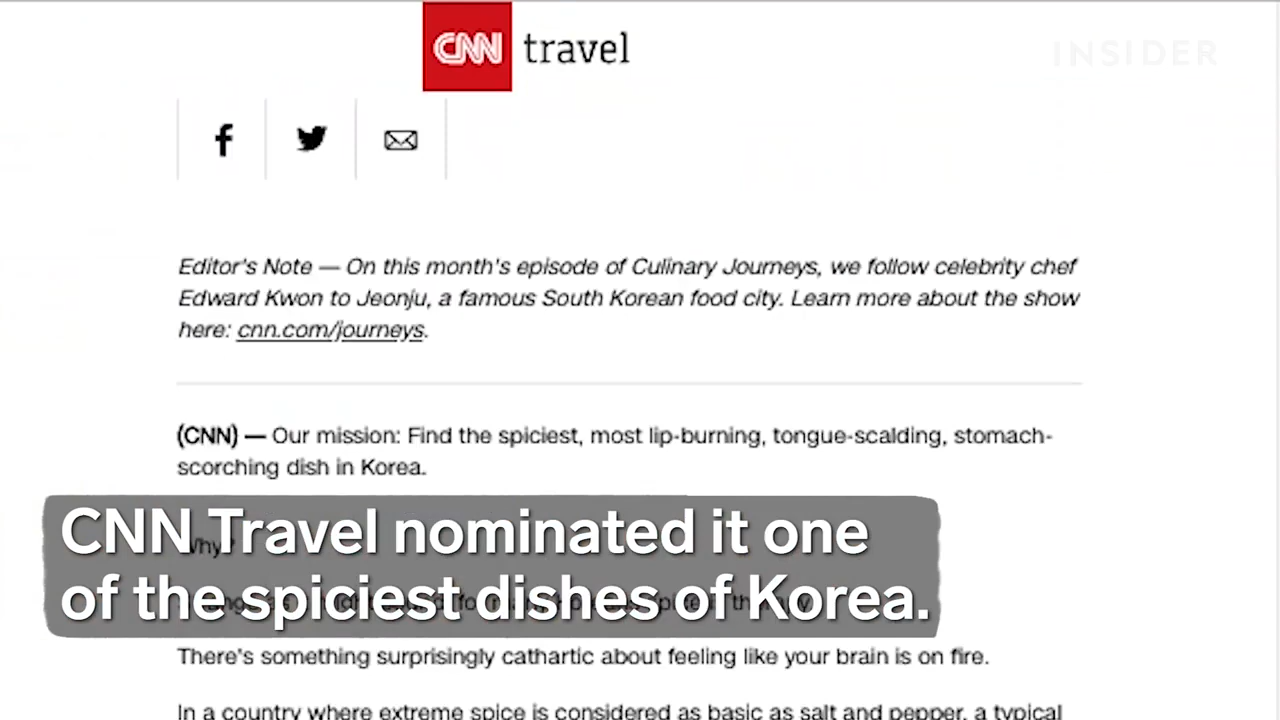 CNN travel
INSIDER
Editor's Note — On this month's episode of Culinary Journeys, we follow celebrity chef
Edward Kwon to Jeonju, a famous South Korean food city. Learn more about the show
here: cnn.com/journeys.
(CNN) — Our mission: Find the spiciest, most lip-burning, tongue-scalding, stomach-
scorching dish in Korea.
CNN Travel nominated it one
of the spiciest dishes of Korea.
There's something surprisingly cathartic about feeling like your brain is on fire.
In a country where extreme spice is considered as basic as salt and pepper, a typical